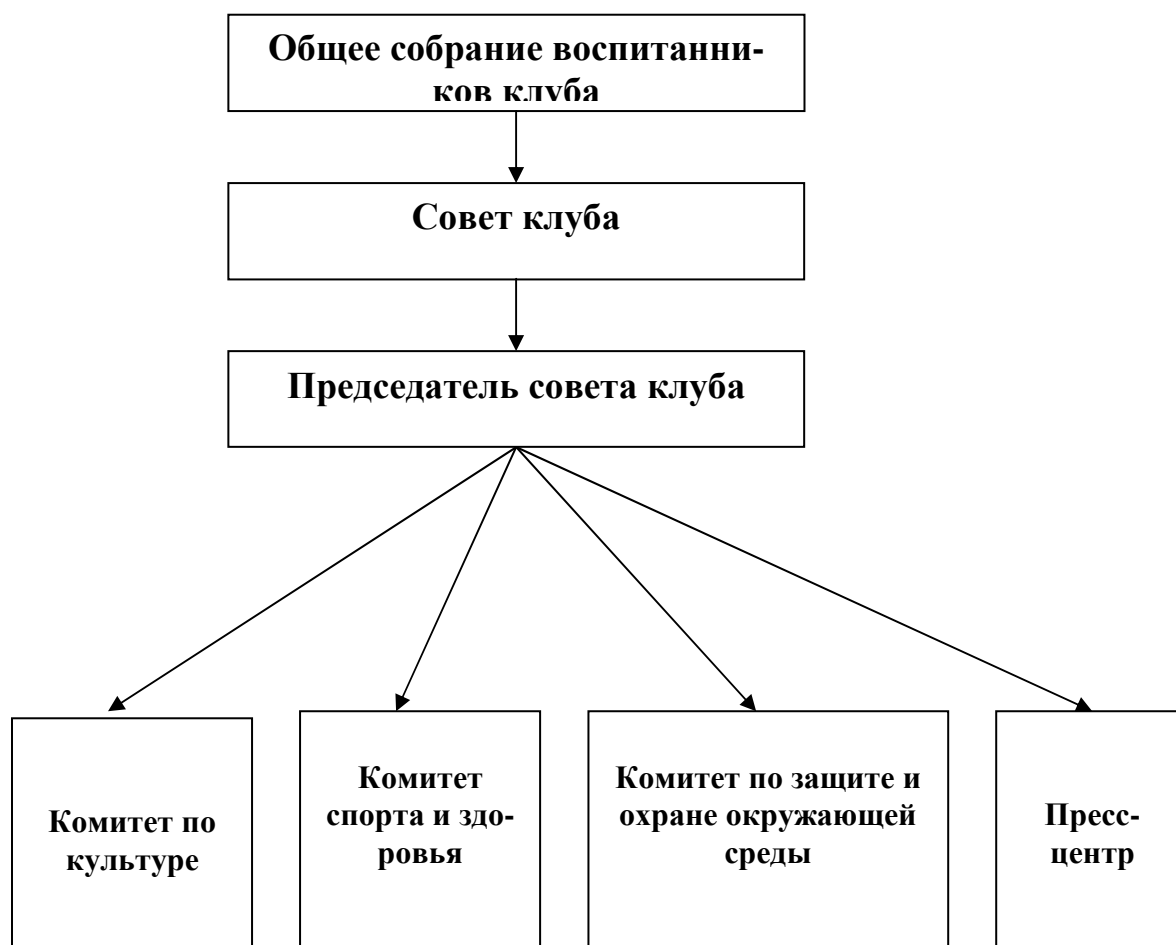 Общее собрание воспитанни-
ков клуба
Совет клуба
Председатель совета клуба
Комитет по
культуре
Комитет
спорта и здо-
ровья
Комитет по защите и
охране окружающей
среды
Пресс-
центр